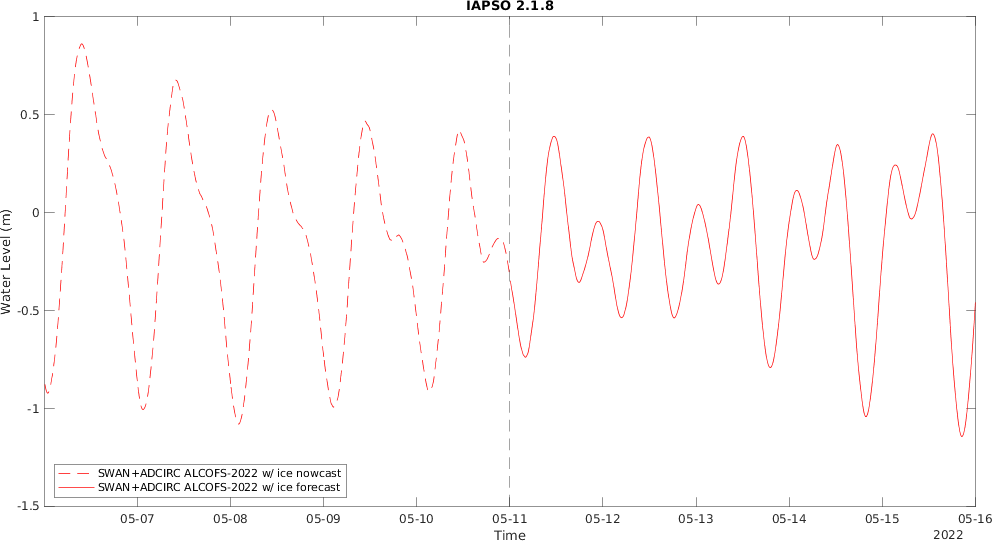 IAPSO 2.1.8
1
0.5
0
-0.5
-1
-1.5
Water Level (m)
SWAN+ADCIRC ALCOFS-2022 w/ ice nowcast
SWAN+ADCIRC ALCOFS-2022 w/ ice forecast
05-07 05-08 05-09 05-10 05-11 05-12 05-13 05-14 05-15 05-16
Time
2022